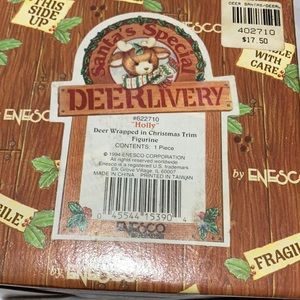 THIS
SIDE
UP
DEER SANTAS-DEERL
402710
$17.50
HANDLE
WITH
CARE
by ENESCO
Santa's Special
DEERLIVERY
#622710
"Holly"
Deer Wrapped in Christmas Trim
Figurine
CONTENTS: 1 Piece
© 1994 ENESCO CORPORATION
All rights reserved worldwide
Enesco is a registered U.S. trademark
Elk Grove Village, IL 60007
MADE IN CHINA PRINTED IN TAIWAN
0 45544 15390 4
ENESCO
by ENESCO
by ENESCO
FRAGILE